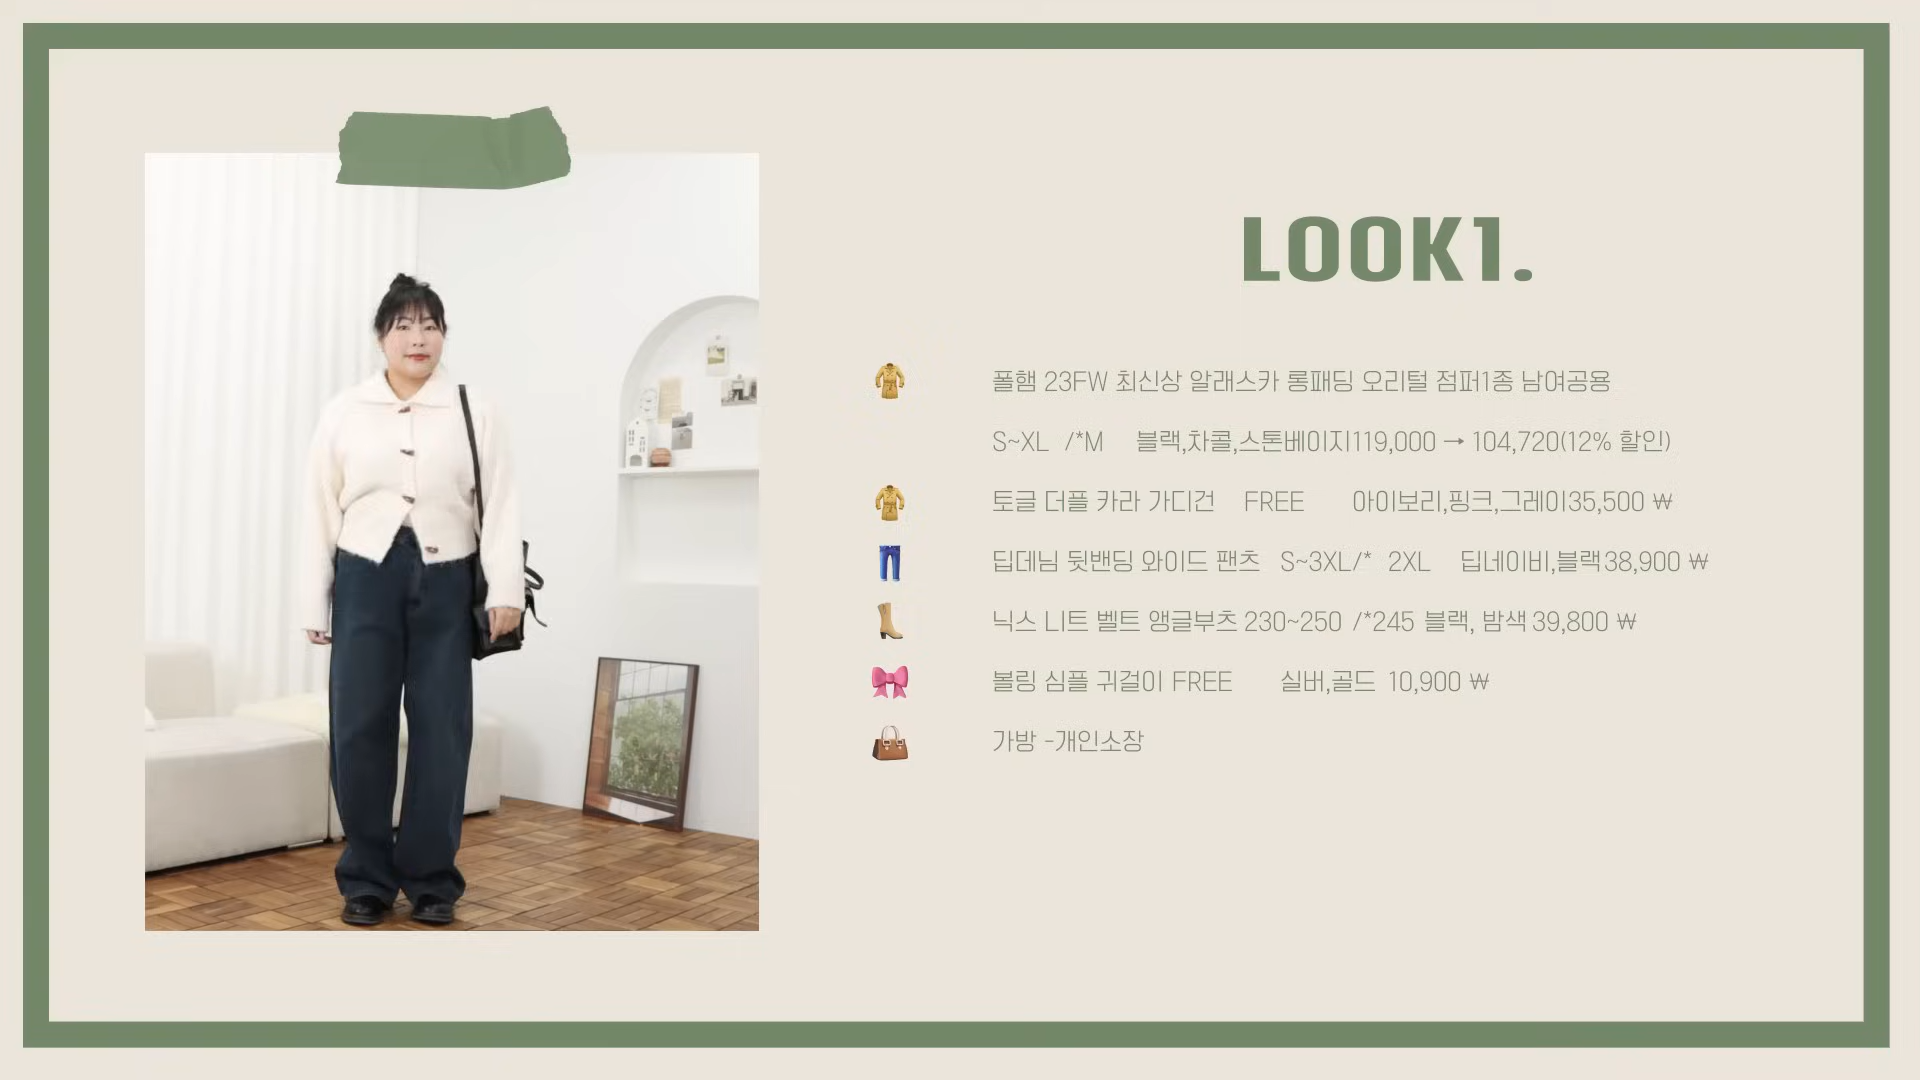 LOOK1.
폴햄 23FW 최신상 알래스카 롱패딩 오리털 점퍼1종 남여공용
S~XL /*M 블랙,차콜,스톤베이지119,000 → 104,720(12% 할인)
토글 더플 카라 가디건 FREE 아이보리,핑크,그레이35,500 ₩
딥데님 뒷밴딩 와이드 팬츠 S~3XL/* 2XL 딥네이비,블랙38,900 ₩
닉스 니트 벨트 앵글부츠 230~250 /*245 블랙, 밤색 39,800 ₩
볼링 심플 귀걸이 FREE 실버,골드 10,900 ₩
가방 -개인소장